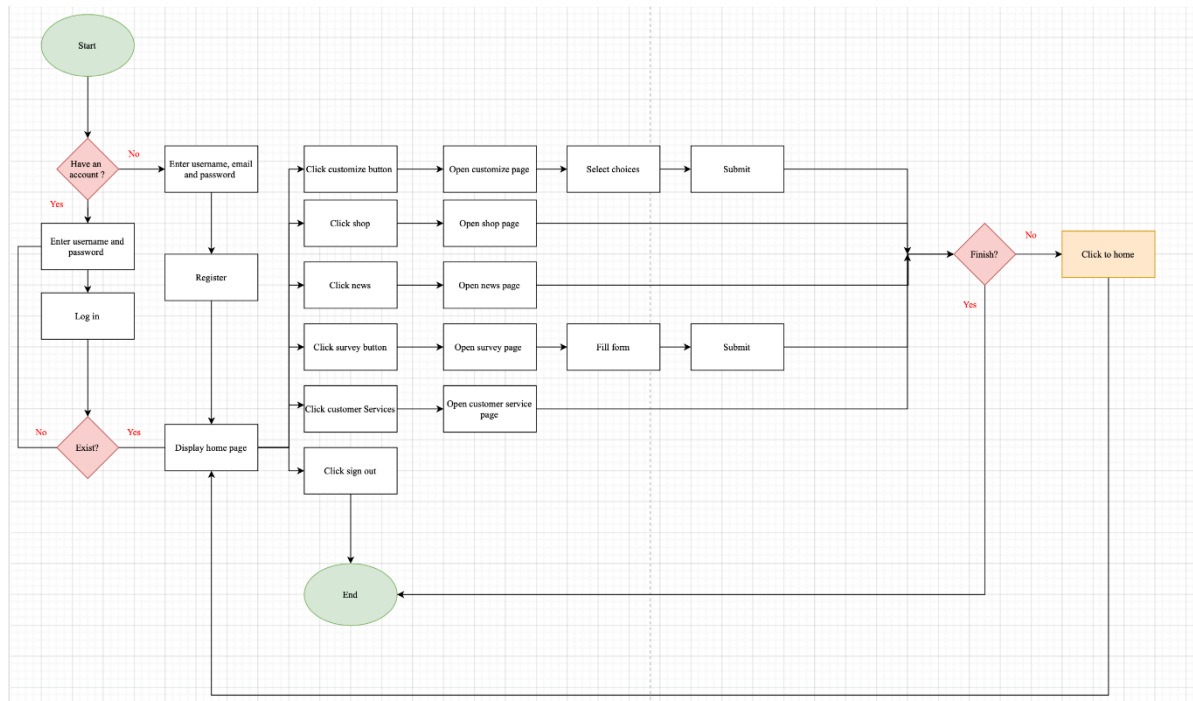 Start
Have an
account ?
No
Yes
Enter username, email
and password
Enter username and
password
Register
Log in
Exist?
No
Yes
Display home page
Click customize button
Open customize page
Select choices
Submit
Click shop
Open shop page
Click news
Open news page
Click survey button
Open survey page
Fill form
Submit
Click customer Services
Open customer service
page
Click sign out
End
Finish?
No
Yes
Click to home